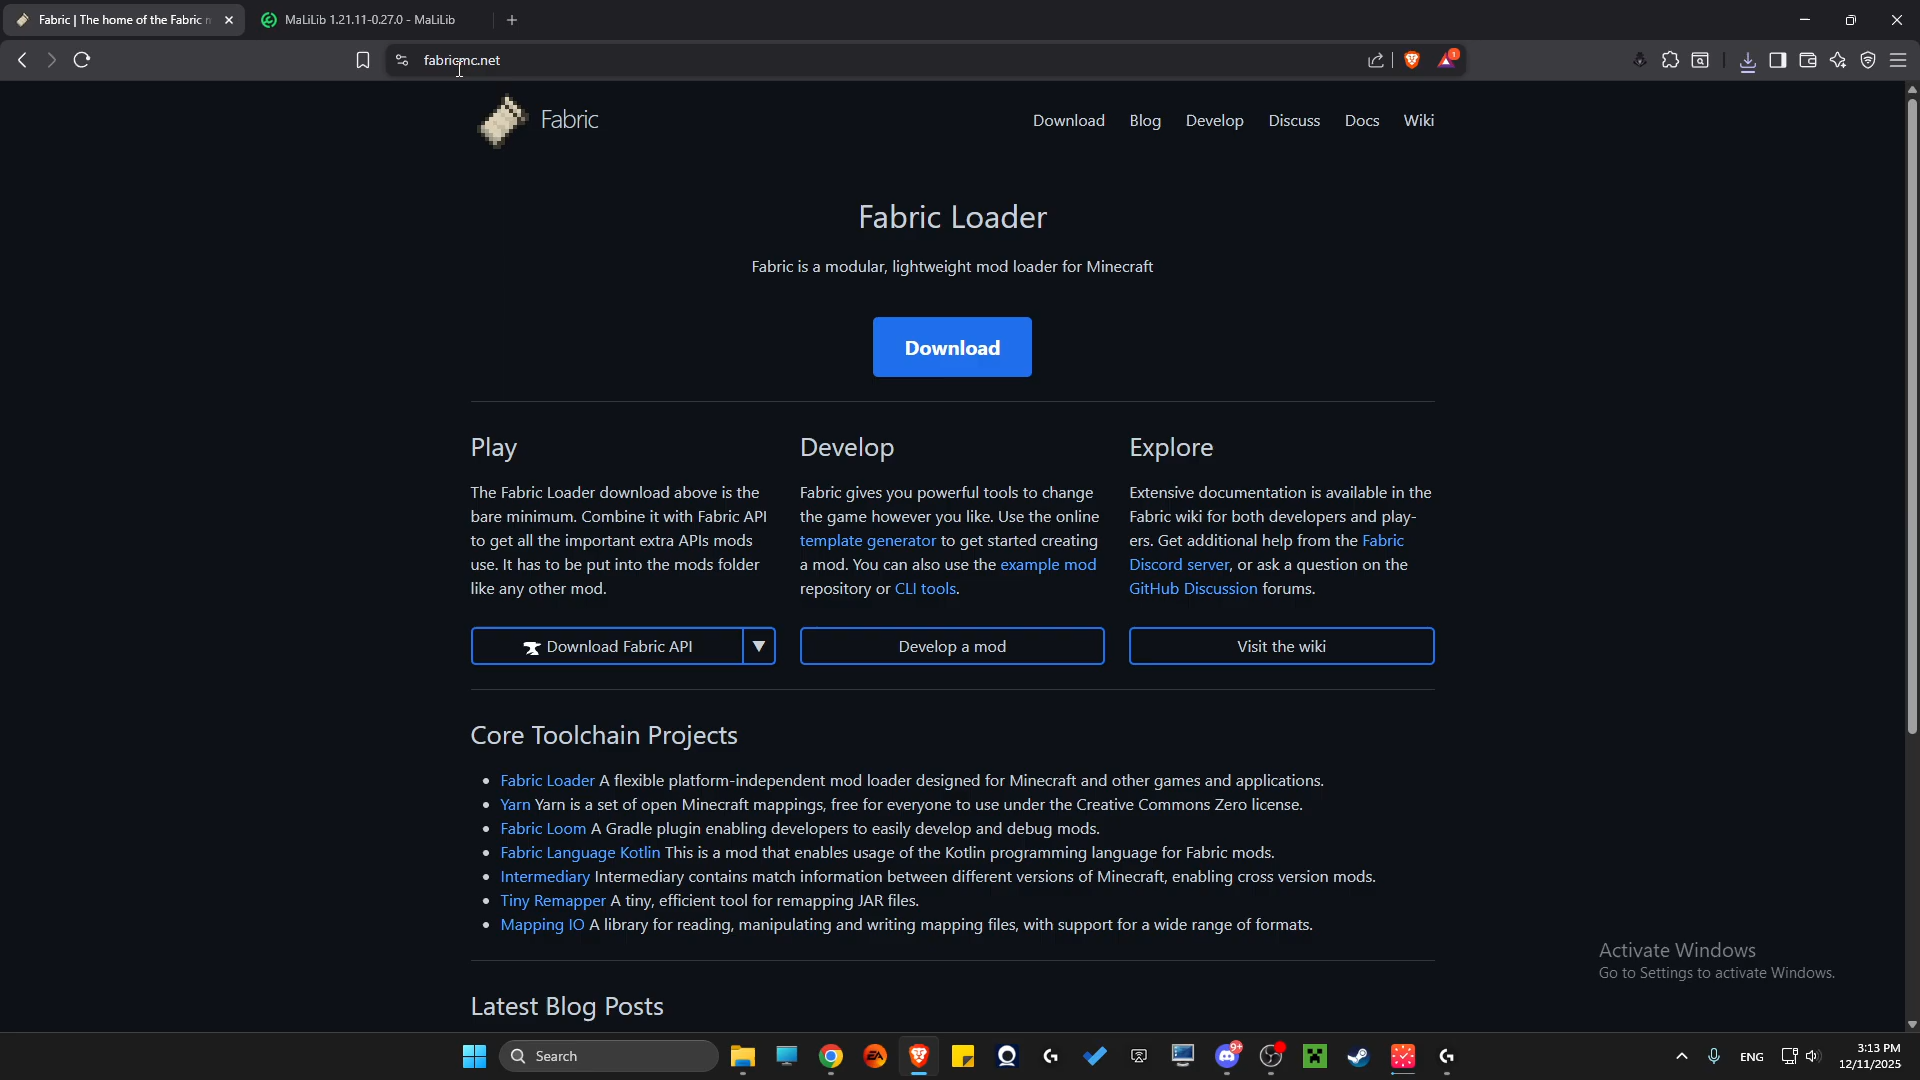 Fabric | The home of the Fabric
MaLiLib 1.21.11-0.27.0 - MaLiLib
fabricmc.net
1
Fabric
Download Blog Develop Discuss Docs Wiki
Fabric Loader
Fabric is a modular, lightweight mod loader for Minecraft
Download
Play
The Fabric Loader download above is the
bare minimum. Combine it with Fabric API
to get all the important extra APIs mods
use. It has to be put into the mods folder
like any other mod.
Download Fabric API
Develop
Fabric gives you powerful tools to change
the game however you like. Use the online
template generator to get started creating
a mod. You can also use the example mod
repository or CLI tools.
Develop a mod
Explore
Extensive documentation is available in the
Fabric wiki for both developers and play-
ers. Get additional help from the Fabric
Discord server, or ask a question on the
GitHub Discussion forums.
Visit the wiki
Core Toolchain Projects
• Fabric Loader A flexible platform-independent mod loader designed for Minecraft and other games and applications.
• Yarn Yarn is a set of open Minecraft mappings, free for everyone to use under the Creative Commons Zero license.
• Fabric Loom A Gradle plugin enabling developers to easily develop and debug mods.
• Fabric Language Kotlin This is a mod that enables usage of the Kotlin programming language for Fabric mods.
• Intermediary Intermediary contains match information between different versions of Minecraft, enabling cross version mods.
• Tiny Remapper A tiny, efficient tool for remapping JAR files.
• Mapping IO A library for reading, manipulating and writing mapping files, with support for a wide range of formats.
Latest Blog Posts
Activate Windows
Go to Settings to activate Windows.
Search
EA
9+
ENG
3:13 PM
12/11/2025